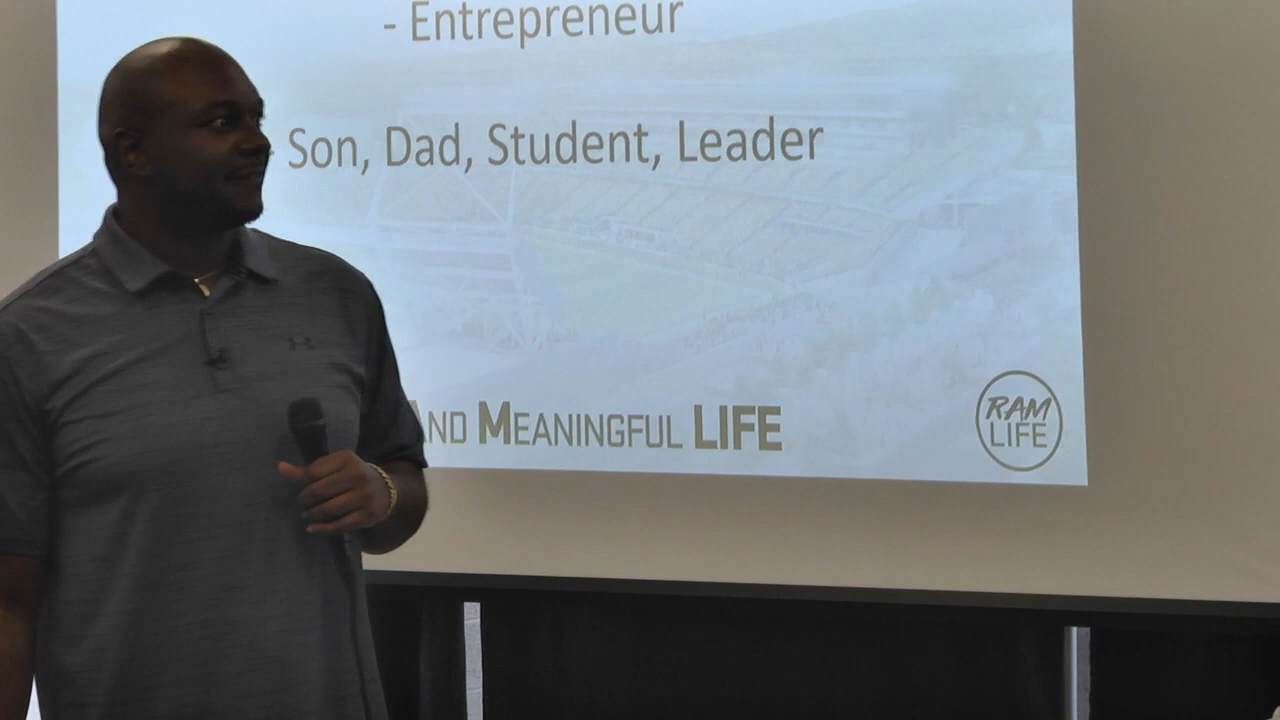 - Entrepreneur
Son, Dad, Student, Leader
AND MEANINGFUL LIFE
RAM
LIFE